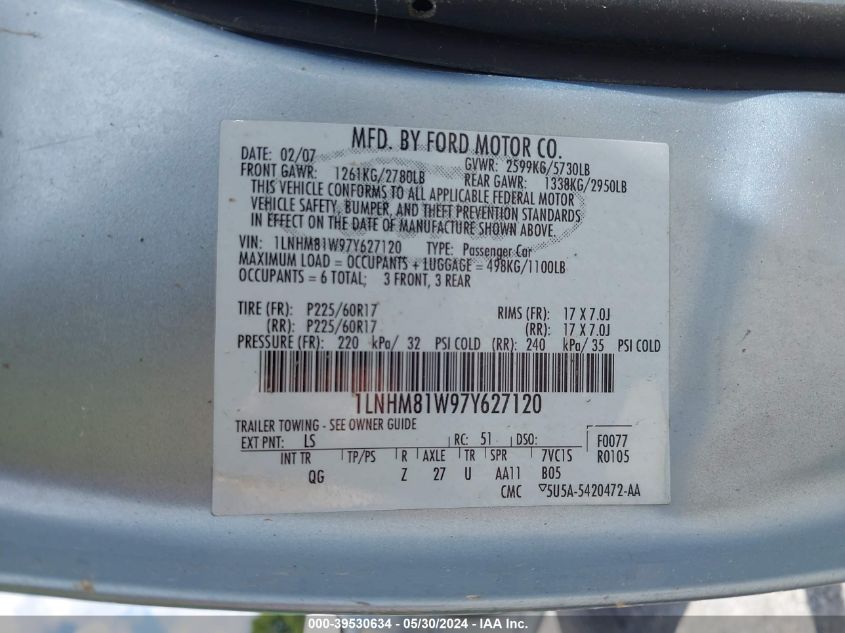 MFD. BY FORD MOTOR CO.
DATE: 02/07 GVWR: 2599KG/5730LB
FRONT GAWR: 1261KG/2780LB REAR GAWR: 1338KG/2950LB
THIS VEHICLE CONFORMS TO ALL APPLICABLE FEDERAL MOTOR
VEHICLE SAFETY, BUMPER, AND THEFT PREVENTION STANDARDS
IN EFFECT ON THE DATE OF MANUFACTURE SHOWN ABOVE.
VIN: 1LNHM81W97Y627120 TYPE: Passenger Car
MAXIMUM LOAD = OCCUPANTS + LUGGAGE = 498KG/1100LB
OCCUPANTS = 6 TOTAL; 3 FRONT, 3 REAR
TIRE (FR): P225/60R17 RIMS (FR): 17 X 7.0J
(RR): P225/60R17 (RR): 17 X 7.0J
PRESSURE (FR): 220 kPa/ 32 PSI COLD (RR): 240 kPa/ 35 PSI COLD
1LNHM81W97Y627120
TRAILER TOWING - SEE OWNER GUIDE
EXT PNT: LS RC: 51 DSO: F0077
INT TR TP/PS R AXLE TR SPR 7VC1S R0105
QG Z 27 U AA11 B05
CMC ▽5U5A-5420472-AA
000-39530634 - 05/30/2024 - IAA Inc.